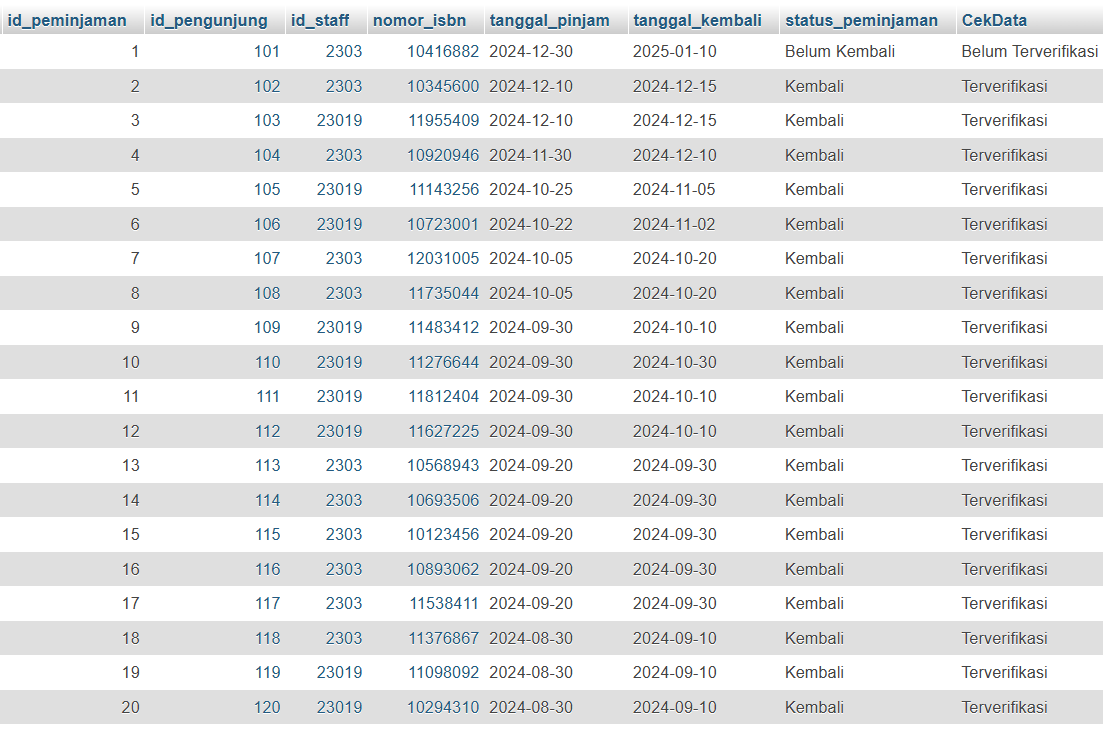 id_peminjaman id_pengunjung id_staff nomor_isbn tanggal_pinjam tanggal_kembali status_peminjaman CekData
1 101 2303 10416882 2024-12-30 2025-01-10 Belum Kembali Belum Terverifikasi
2 102 2303 10345600 2024-12-10 2024-12-15 Kembali Terverifikasi
3 103 23019 11955409 2024-12-10 2024-12-15 Kembali Terverifikasi
4 104 2303 10920946 2024-11-30 2024-12-10 Kembali Terverifikasi
5 105 23019 11143256 2024-10-25 2024-11-05 Kembali Terverifikasi
6 106 23019 10723001 2024-10-22 2024-11-02 Kembali Terverifikasi
7 107 2303 12031005 2024-10-05 2024-10-20 Kembali Terverifikasi
8 108 2303 11735044 2024-10-05 2024-10-20 Kembali Terverifikasi
9 109 23019 11483412 2024-09-30 2024-10-10 Kembali Terverifikasi
10 110 23019 11276644 2024-09-30 2024-10-30 Kembali Terverifikasi
11 111 23019 11812404 2024-09-30 2024-10-10 Kembali Terverifikasi
12 112 23019 11627225 2024-09-30 2024-10-10 Kembali Terverifikasi
13 113 2303 10568943 2024-09-20 2024-09-30 Kembali Terverifikasi
14 114 2303 10693506 2024-09-20 2024-09-30 Kembali Terverifikasi
15 115 2303 10123456 2024-09-20 2024-09-30 Kembali Terverifikasi
16 116 2303 10893062 2024-09-20 2024-09-30 Kembali Terverifikasi
17 117 2303 11538411 2024-09-20 2024-09-30 Kembali Terverifikasi
18 118 2303 11376867 2024-08-30 2024-09-10 Kembali Terverifikasi
19 119 23019 11098092 2024-08-30 2024-09-10 Kembali Terverifikasi
20 120 23019 10294310 2024-08-30 2024-09-10 Kembali Terverifikasi